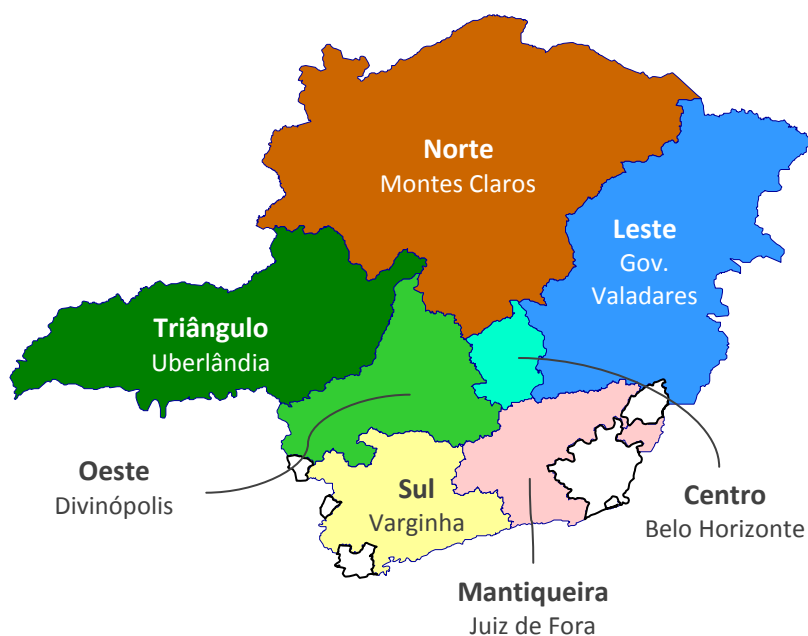 Norte
Montes Claros
Leste
Gov.
Valadares
Triângulo
Uberlândia
Oeste
Divinópolis
Sul
Varginha
Centro
Belo Horizonte
Mantiqueira
Juiz de Fora